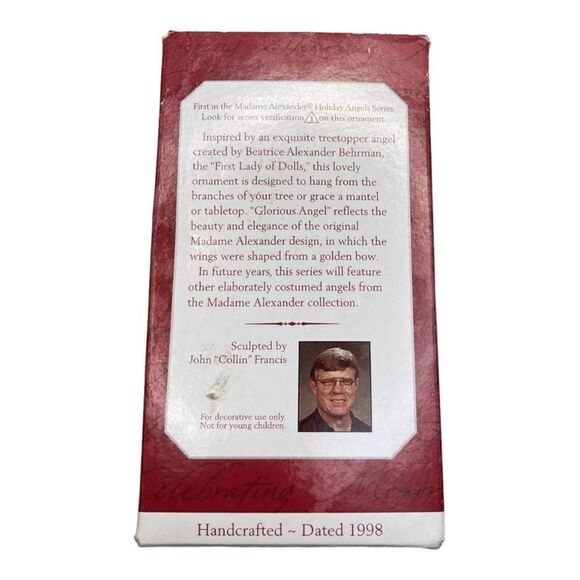 First in the Madame Alexander® Holiday Angels Series.
Look for series verification 1 on this ornament.
Inspired by an exquisite treetopper angel
created by Beatrice Alexander Behrman,
the "First Lady of Dolls," this lovely
ornament is designed to hang from the
branches of your tree or grace a mantel
or tabletop. "Glorious Angel" reflects the
beauty and elegance of the original
Madame Alexander design, in which the
wings were shaped from a golden bow.
In future years, this series will feature
other elaborately costumed angels from
the Madame Alexander collection.
Sculpted by
John "Collin" Francis
For decorative use only.
Not for young children.
Celebrating
Handcrafted ~ Dated 1998